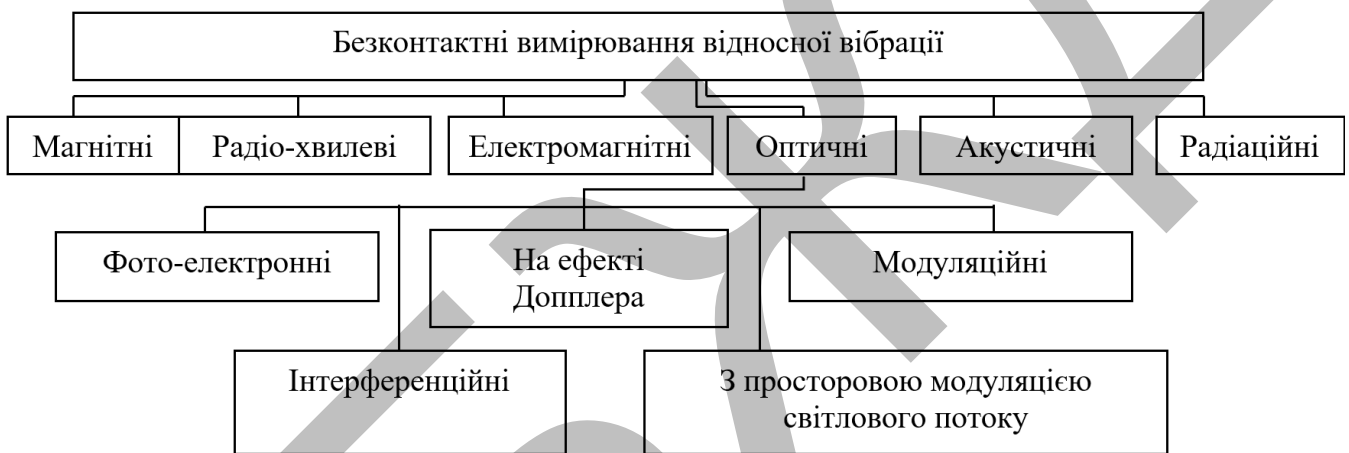 Безконтактні вимірювання відносної вібрації
Магнітні
Радіо-хвилеві
Електромагнітні
Оптичні
Акустичні
Радіаційні
Фото-електронні
На ефекті
Допплера
Модуляційні
Інтерференційні
З просторовою модуляцією
світлового потоку